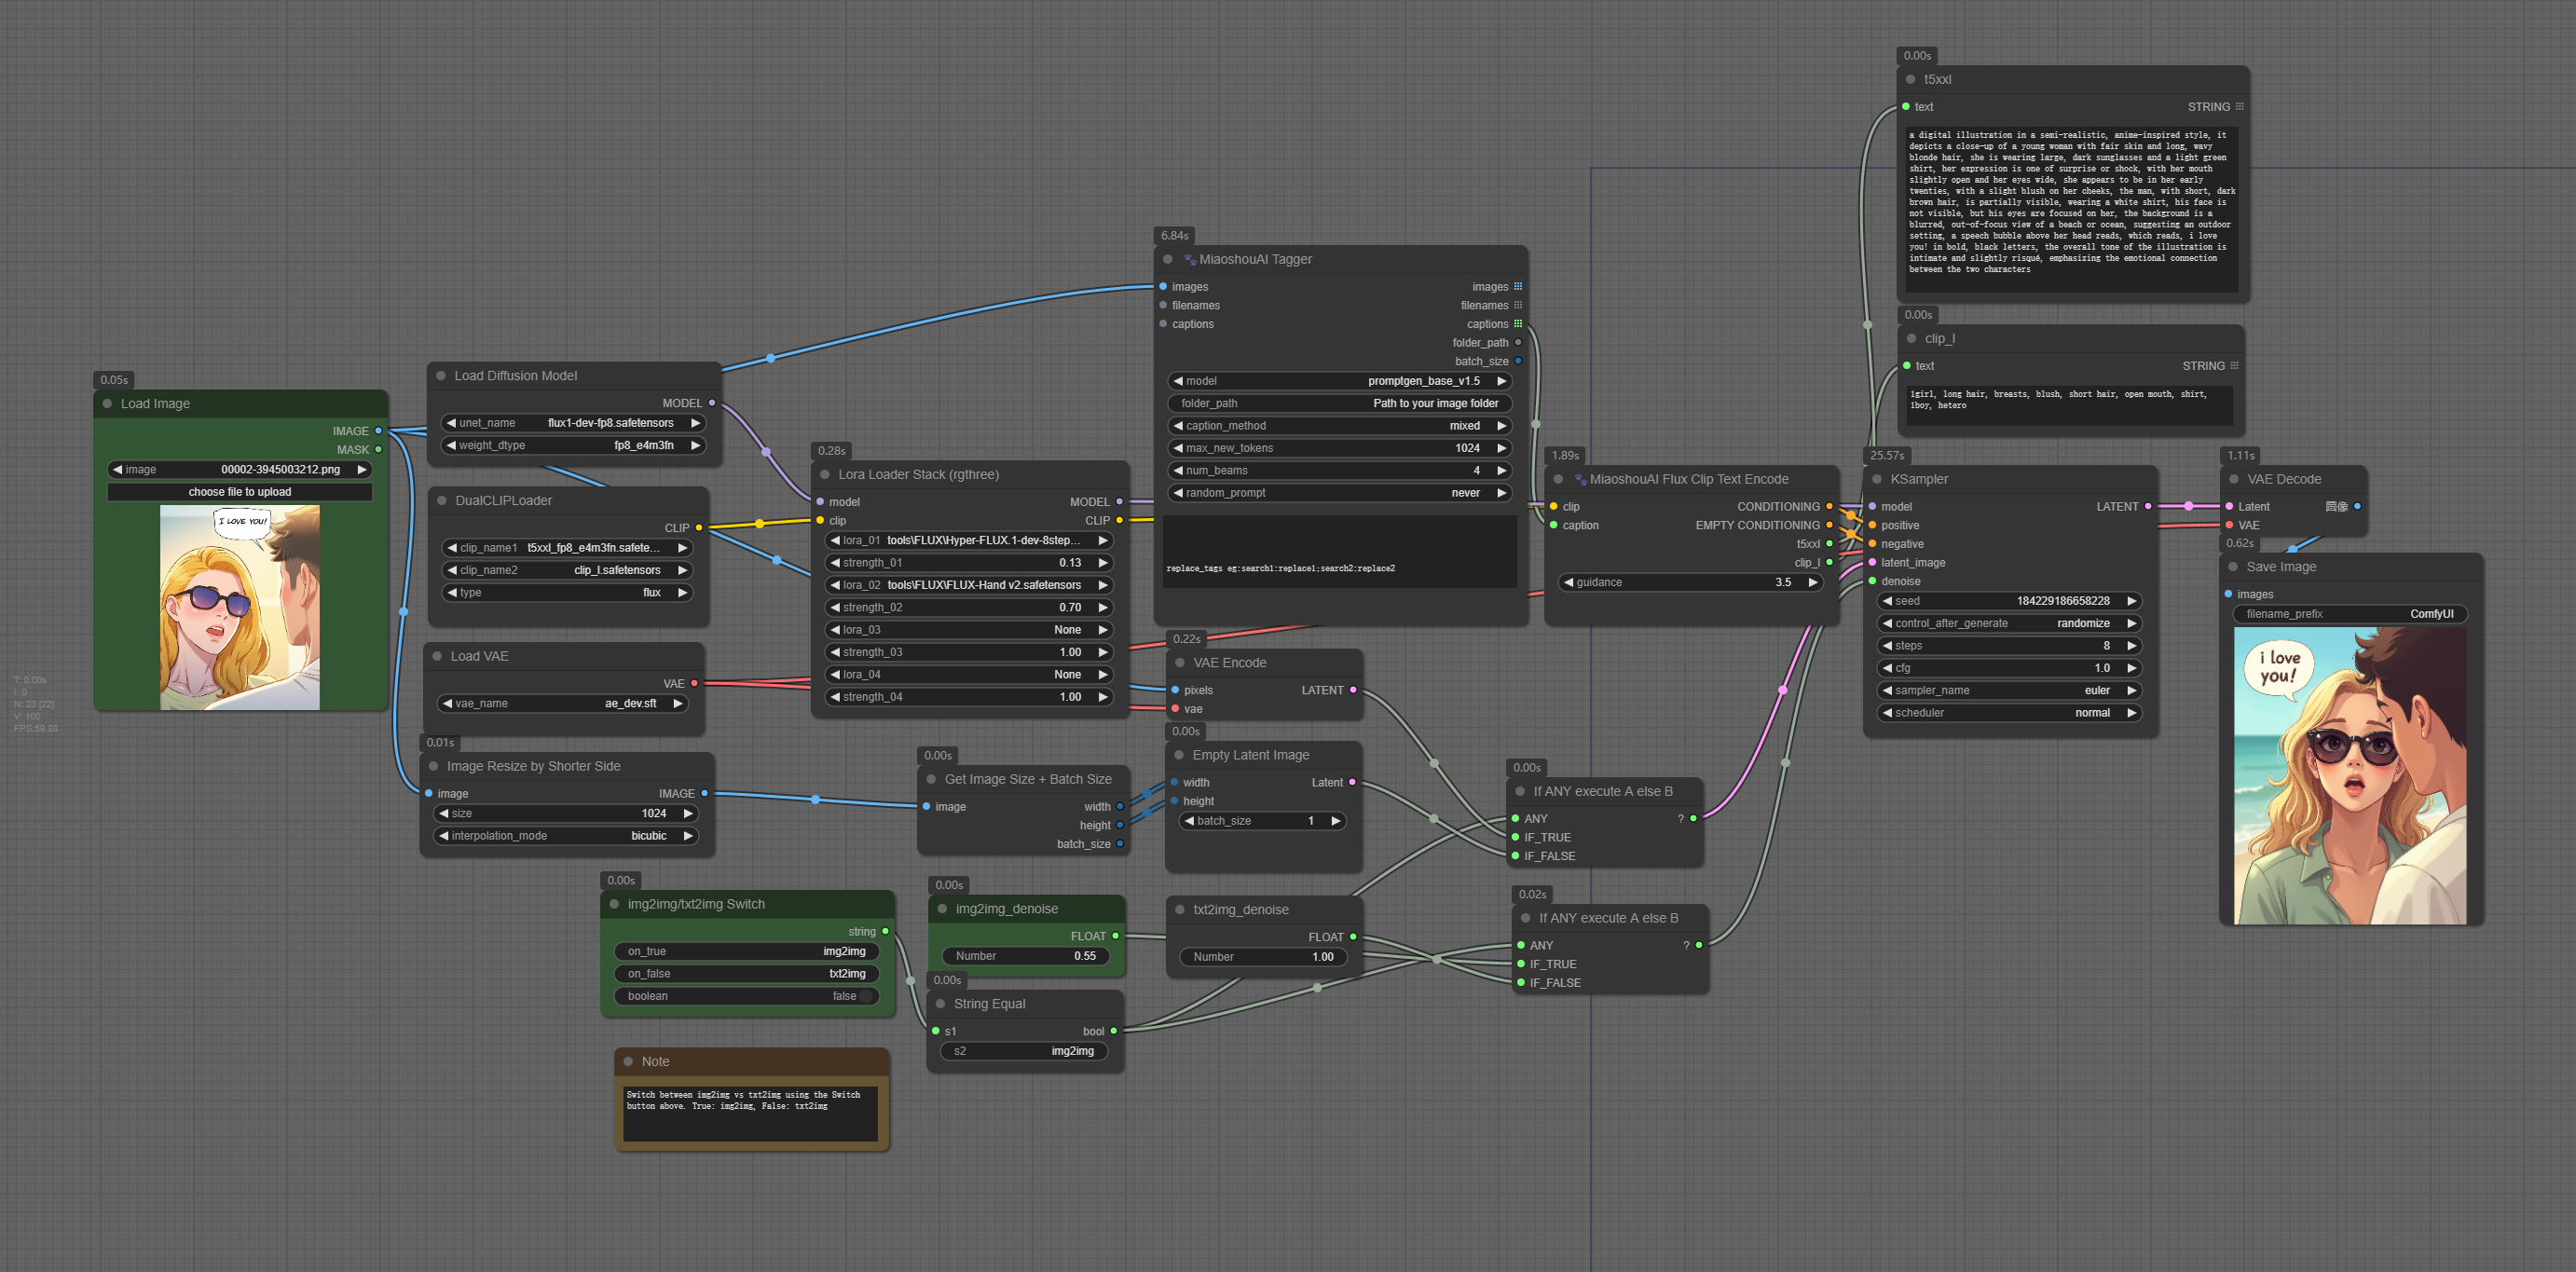 0.05s
Load Image
IMAGE
MASK
image 00002-3945003212.png
choose file to upload
I LOVE YOU!
T: 0.00s
I: 0
N: 23 [22]
V: 100
FPS:59.88
Load Diffusion Model
MODEL
unet_name flux1-dev-fp8.safetensors
weight_dtype fp8_e4m3fn
DualCLIPLoader
CLIP
clip_name1 t5xxl_fp8_e4m3fn.safete...
clip_name2 clip_l.safetensors
type flux
Load VAE
VAE
vae_name ae_dev.sft
0.01s
Image Resize by Shorter Side
image IMAGE
size 1024
interpolation_mode bicubic
0.28s
Lora Loader Stack (rgthree)
model MODEL
clip CLIP
lora_01 tools\FLUX\Hyper-FLUX.1-dev-8step...
strength_01 0.13
lora_02 tools\FLUX\FLUX-Hand v2.safetensors
strength_02 0.70
lora_03 None
strength_03 1.00
lora_04 None
strength_04 1.00
0.00s
Get Image Size + Batch Size
image width
height
batch_size
0.00s
img2img/txt2img Switch
string
on_true img2img
on_false txt2img
boolean false
Note
Switch between img2img vs txt2img using the Switch
button above. True: img2img, False: txt2img
0.00s
img2img_denoise
FLOAT
Number 0.55
0.00s
String Equal
s1 bool
s2 img2img
6.84s
MiaoshouAI Tagger
images images
filenames filenames
captions captions
folder_path
batch_size
model promptgen_base_v1.5
folder_path Path to your image folder
caption_method mixed
max_new_tokens 1024
num_beams 4
random_prompt never
replace_tags eg:search1:replace1;search2:replace2
0.22s
VAE Encode
pixels LATENT
vae
0.00s
Empty Latent Image
width Latent
height
batch_size 1
txt2img_denoise
FLOAT
Number 1.00
0.00s
If ANY execute A else B
ANY ?
IF_TRUE
IF_FALSE
0.02s
If ANY execute A else B
ANY ?
IF_TRUE
IF_FALSE
1.89s
MiaoshouAI Flux Clip Text Encode
clip CONDITIONING
caption EMPTY CONDITIONING
t5xxl
clip_l
guidance 3.5
0.00s
t5xxl
text STRING
a digital illustration in a semi-realistic, anime-inspired style, it
depicts a close-up of a young woman with fair skin and long, wavy
blonde hair, she is wearing large, dark sunglasses and a light green
shirt, her expression is one of surprise or shock, with her mouth
slightly open and her eyes wide, she appears to be in her early
twenties, with a slight blush on her cheeks, the man, with short, dark
brown hair, is partially visible, wearing a white shirt, his face is
not visible, but his eyes are focused on her, the background is a
blurred, out-of-focus view of a beach or ocean, suggesting an outdoor
setting, a speech bubble above her head reads, which reads, i love
you! in bold, black letters, the overall tone of the illustration is
intimate and slightly risqué, emphasizing the emotional connection
between the two characters
0.00s
clip_l
text STRING
1girl, long hair, breasts, blush, short hair, open mouth, shirt,
1boy, hetero
25.57s
KSampler
model LATENT
positive
negative
latent_image
denoise
seed 184229186658228
control_after_generate randomize
steps 8
cfg 1.0
sampler_name euler
scheduler normal
1.11s
VAE Decode
Latent 图像
VAE
0.62s
Save Image
images
filename_prefix ComfyUI
i love
you!